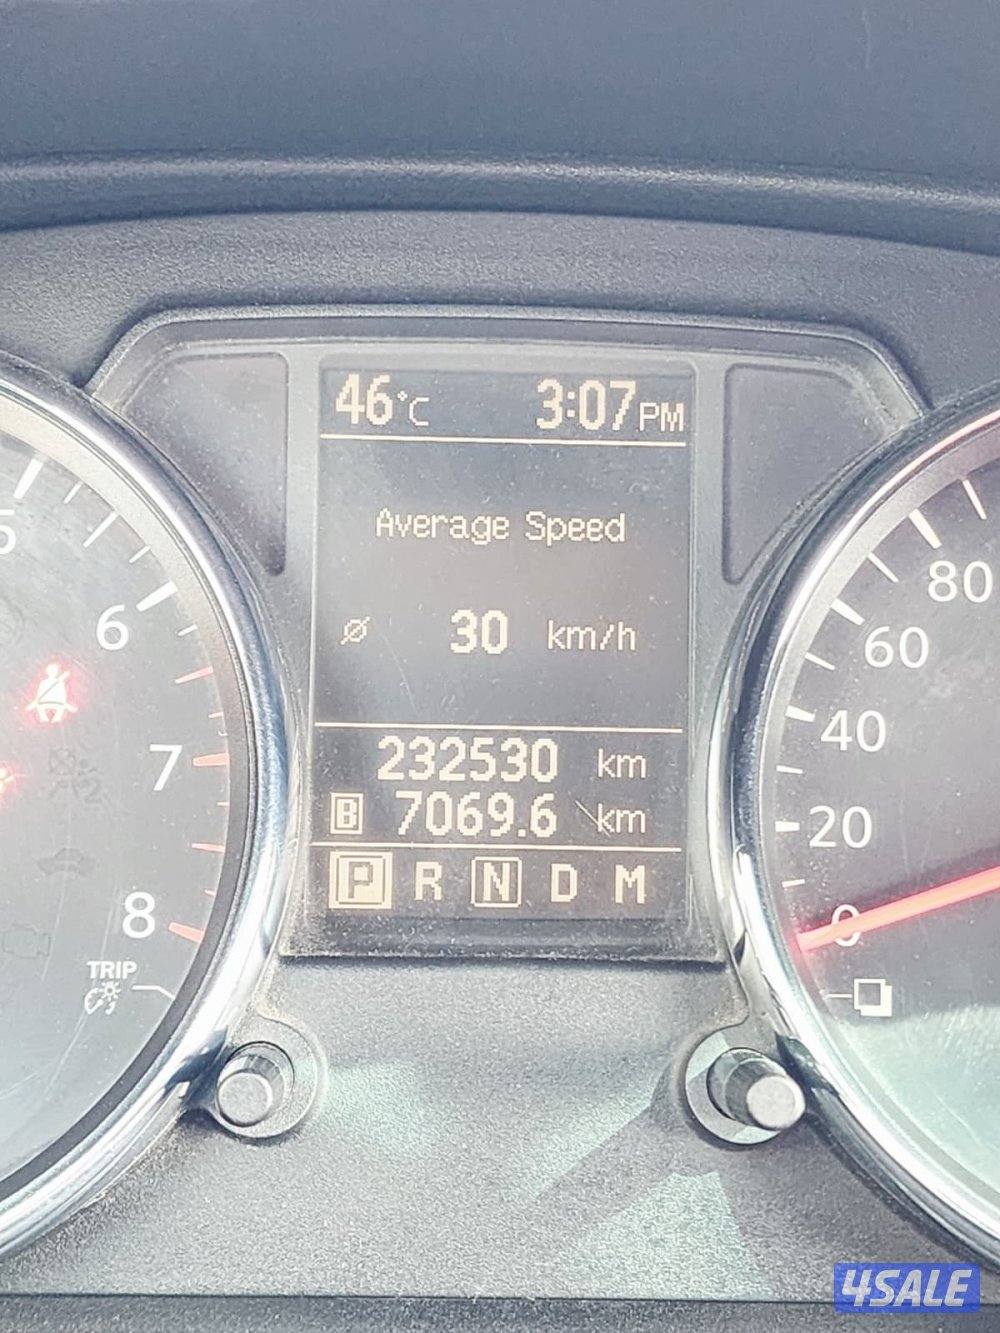 46°C 3:07PM
Average Speed
Ø 30 km/h
232530 km
B 7069.6 km
P R N D M
5
6
7
8
TRIP
80
60
40
20
0
4SALE